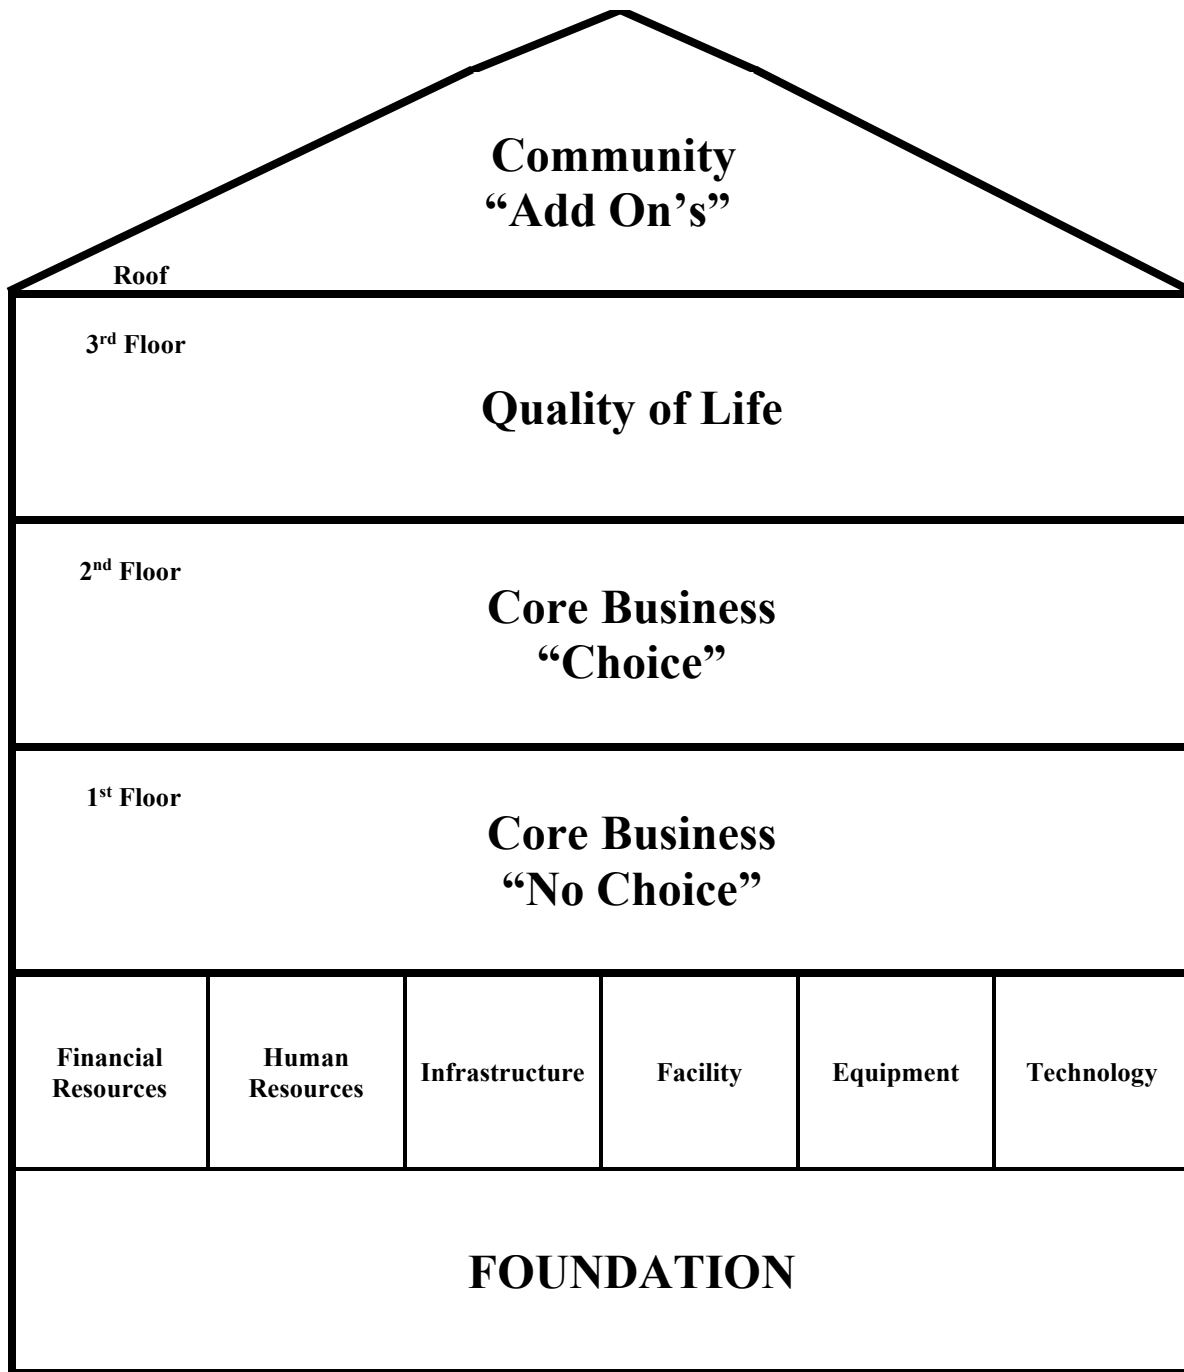 Community
“Add On’s”
Roof
3rd Floor
Quality of Life
2nd Floor
Core Business
“Choice”
1st Floor
Core Business
“No Choice”
Financial
Resources
Human
Resources
Infrastructure
Facility
Equipment
Technology
FOUNDATION